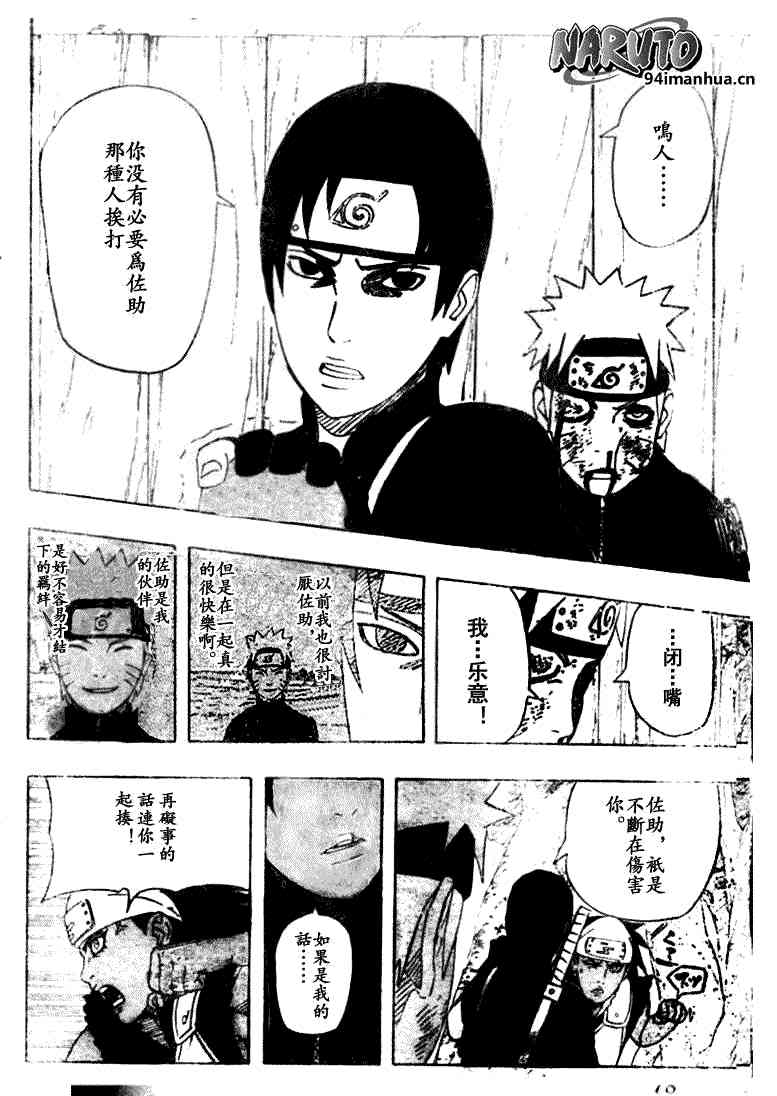 NARUTO
94imanhua.cn
鳴人……
你没有必要爲佐助
那種人挨打
…闭嘴
我…乐意！
以前我也很討
厭佐助，
但是在一起真
的很快樂啊。
佐助是我
的伙伴
是好不容易才結
下的羈絆
佐助，祇是
不斷在傷害
你。
如果是我的
話……
再礙事的
話連你一
起揍！
10